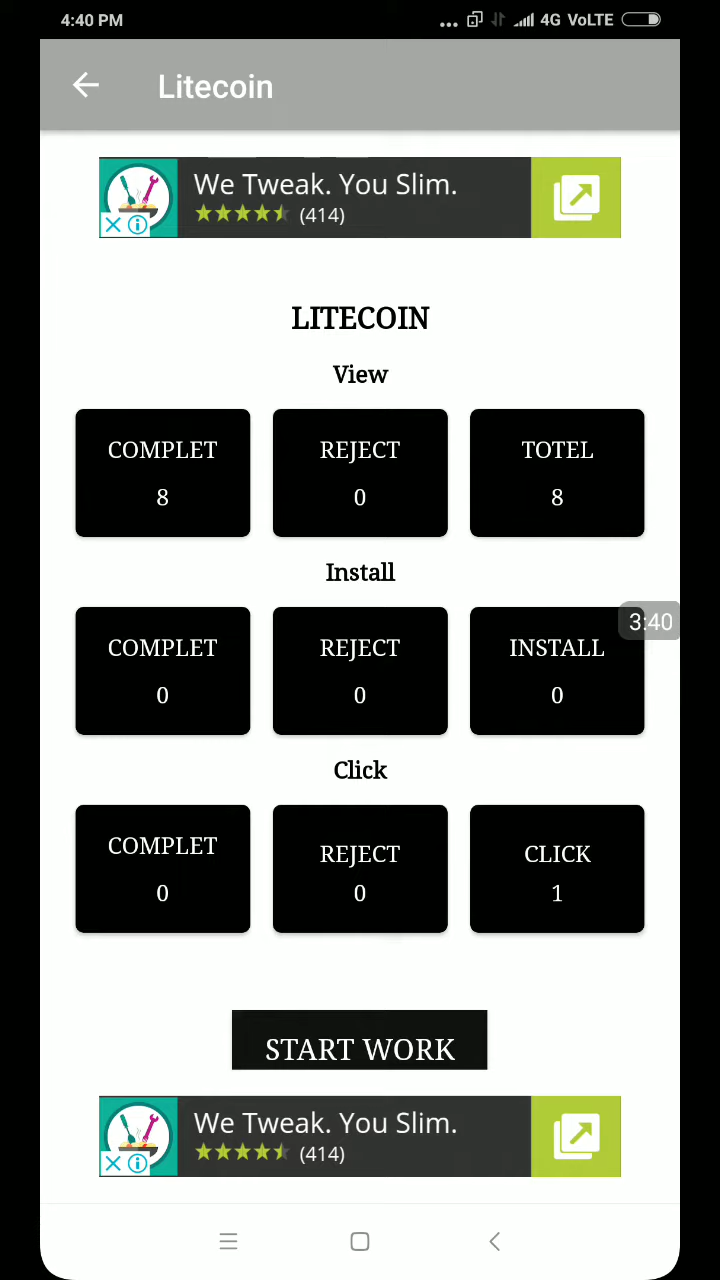 4:40 PM ... 4G VoLTE
Litecoin
We Tweak. You Slim.
(414)
LITECOIN
View
COMPLET REJECT TOTEL
8 0 8
Install
3:40
COMPLET REJECT INSTALL
0 0 0
Click
COMPLET REJECT CLICK
0 0 1
START WORK
We Tweak. You Slim.
(414)